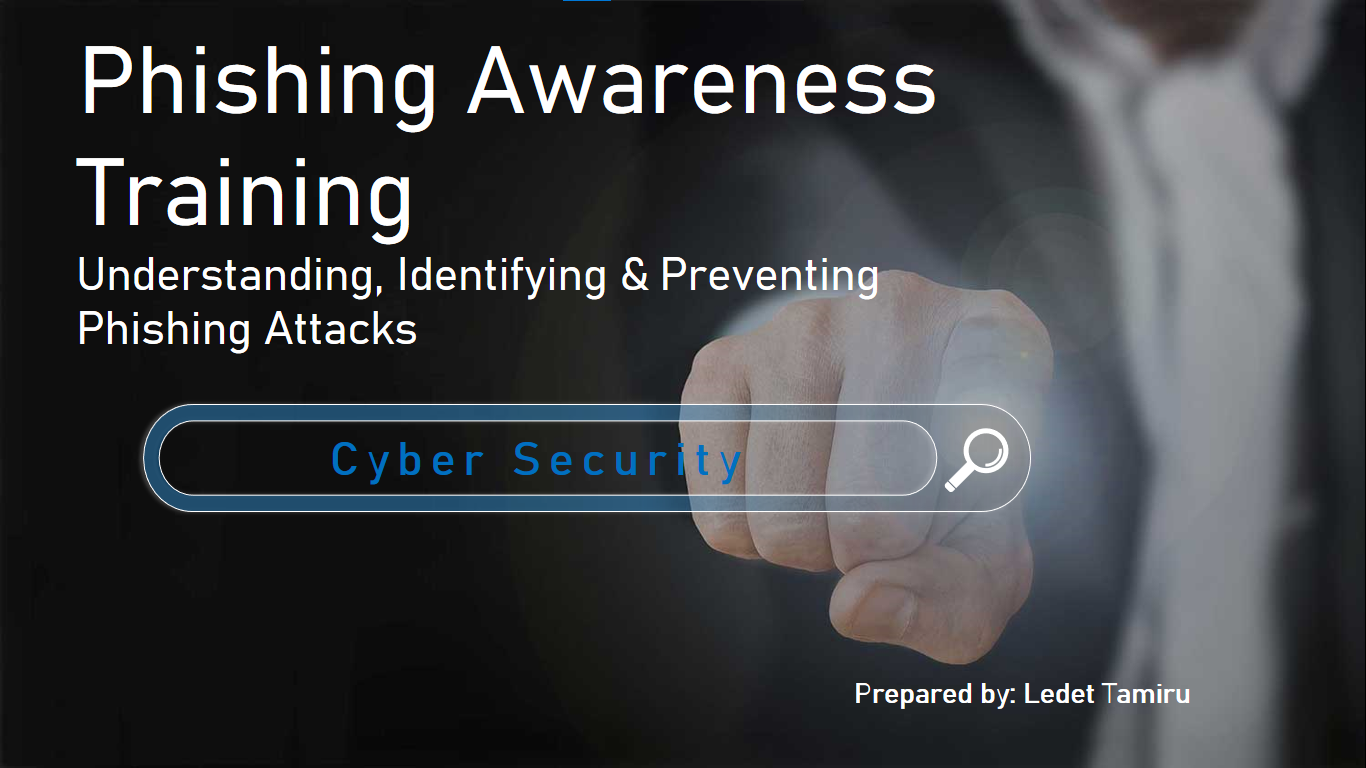 Phishing Awareness
Training
Understanding, Identifying & Preventing
Phishing Attacks
Cyber Security
Prepared by: Ledet Tamiru